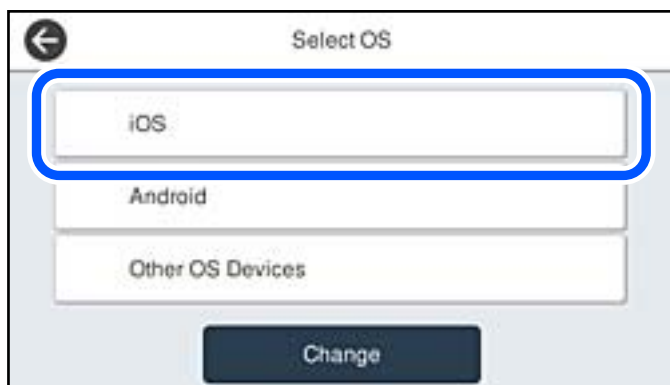 Select OS
iOS
Android
Other OS Devices
Change